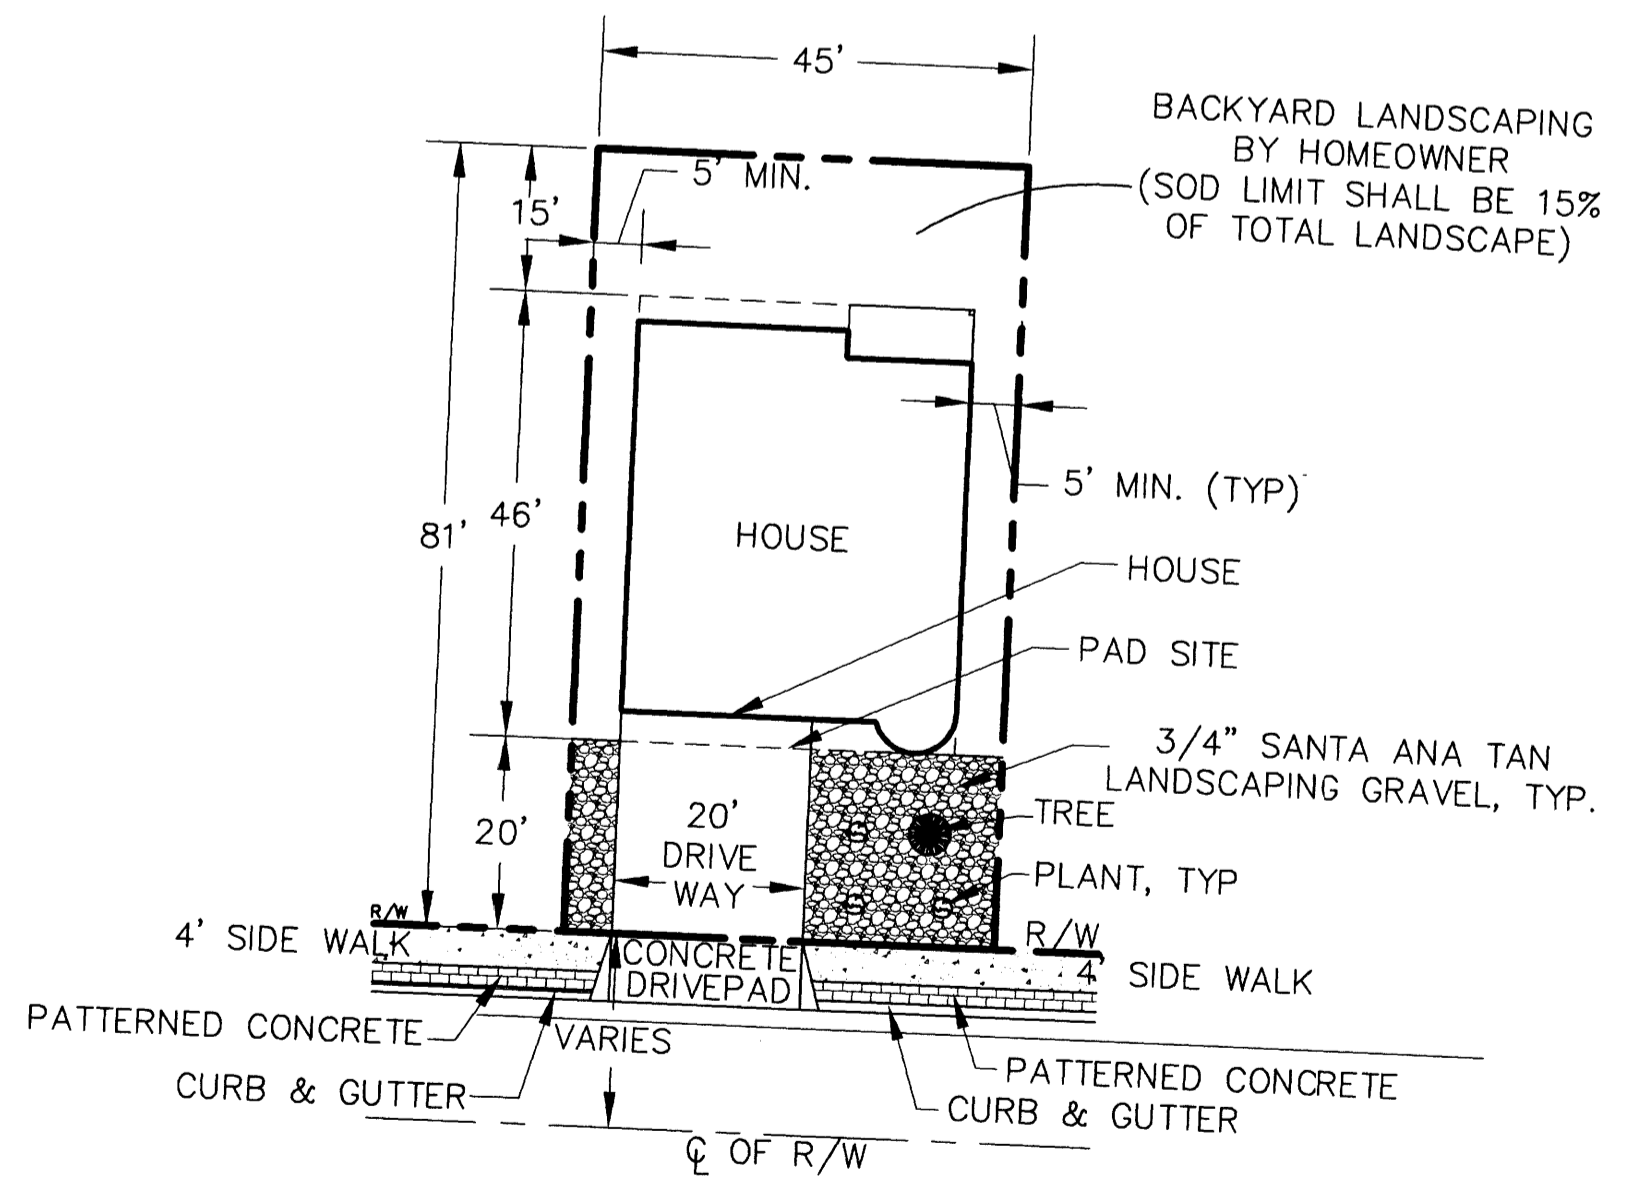 45'
BACKYARD LANDSCAPING
BY HOMEOWNER
(SOD LIMIT SHALL BE 15%
OF TOTAL LANDSCAPE)
5' MIN.
15'
46'
81'
5' MIN. (TYP)
HOUSE
HOUSE
PAD SITE
3/4" SANTA ANA TAN
LANDSCAPING GRAVEL, TYP.
20'
20'
DRIVE
WAY
TREE
PLANT, TYP
R/W
R/W
4' SIDE WALK
4' SIDE WALK
CONCRETE
DRIVEPAD
PATTERNED CONCRETE
VARIES
CURB & GUTTER
PATTERNED CONCRETE
CURB & GUTTER
℄ OF R/W